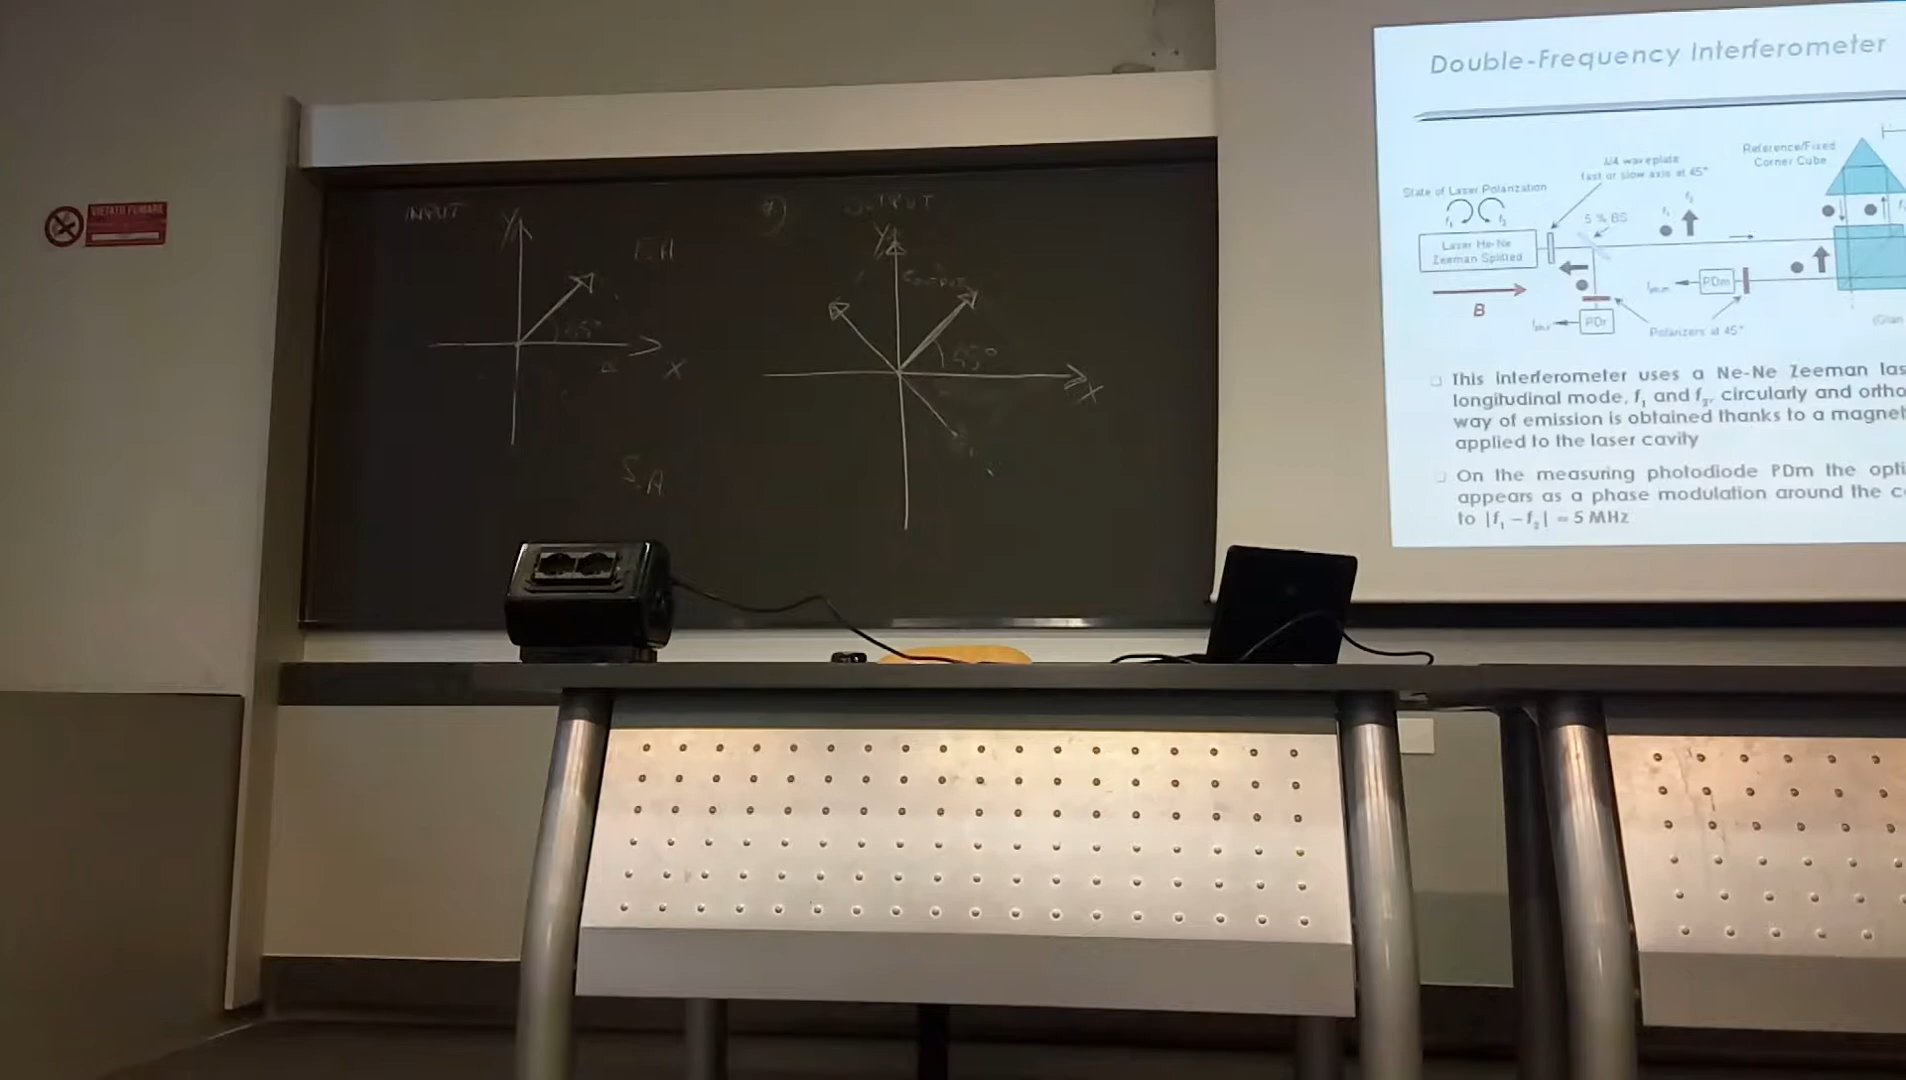 VIETATO FUMARE
INPUT
Y
45°
X
S.A
OUTPUT
Y
45°
X
Double-Frequency Interferometer
State of Laser Polarization
λ/4 waveplate
fast or slow axis at 45°
Reference/Fixed
Corner Cube
5 % BS
f₁
f₂
Laser He-Ne
Zeeman Splitted
B
PDm
PDr
Polarizers at 45°
(Glan
This interferometer uses a Ne-Ne Zeeman las
longitudinal mode, f₁ and f₂, circularly and ortho
way of emission is obtained thanks to a magnet
applied to the laser cavity
On the measuring photodiode PDm the opti
appears as a phase modulation around the c
to |f₁ – f₂| ≈ 5 MHz